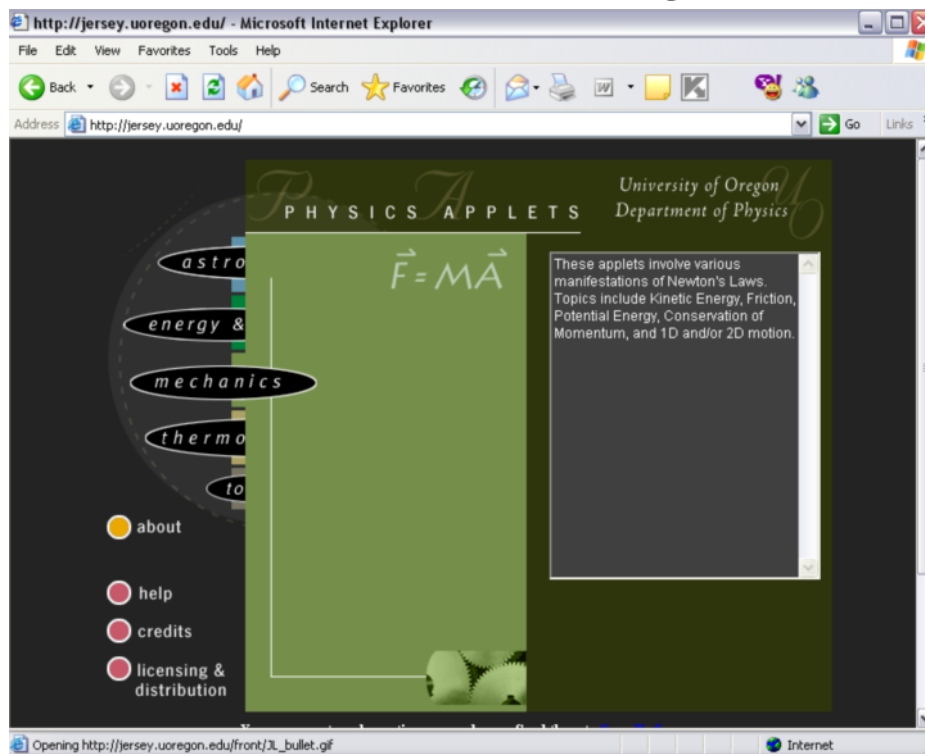 http://jersey.uoregon.edu/ - Microsoft Internet Explorer
File Edit View Favorites Tools Help
Back Search Favorites W K
Address http://jersey.uoregon.edu/ Go Links
PHYSICS APPLETS
University of Oregon
Department of Physics
UO
astro
energy &
mechanics
thermo
to
F = MA
These applets involve various
manifestations of Newton's Laws.
Topics include Kinetic Energy, Friction,
Potential Energy, Conservation of
Momentum, and 1D and/or 2D motion.
about
help
credits
licensing &
distribution
Opening http://jersey.uoregon.edu/front/JL_bullet.gif Internet